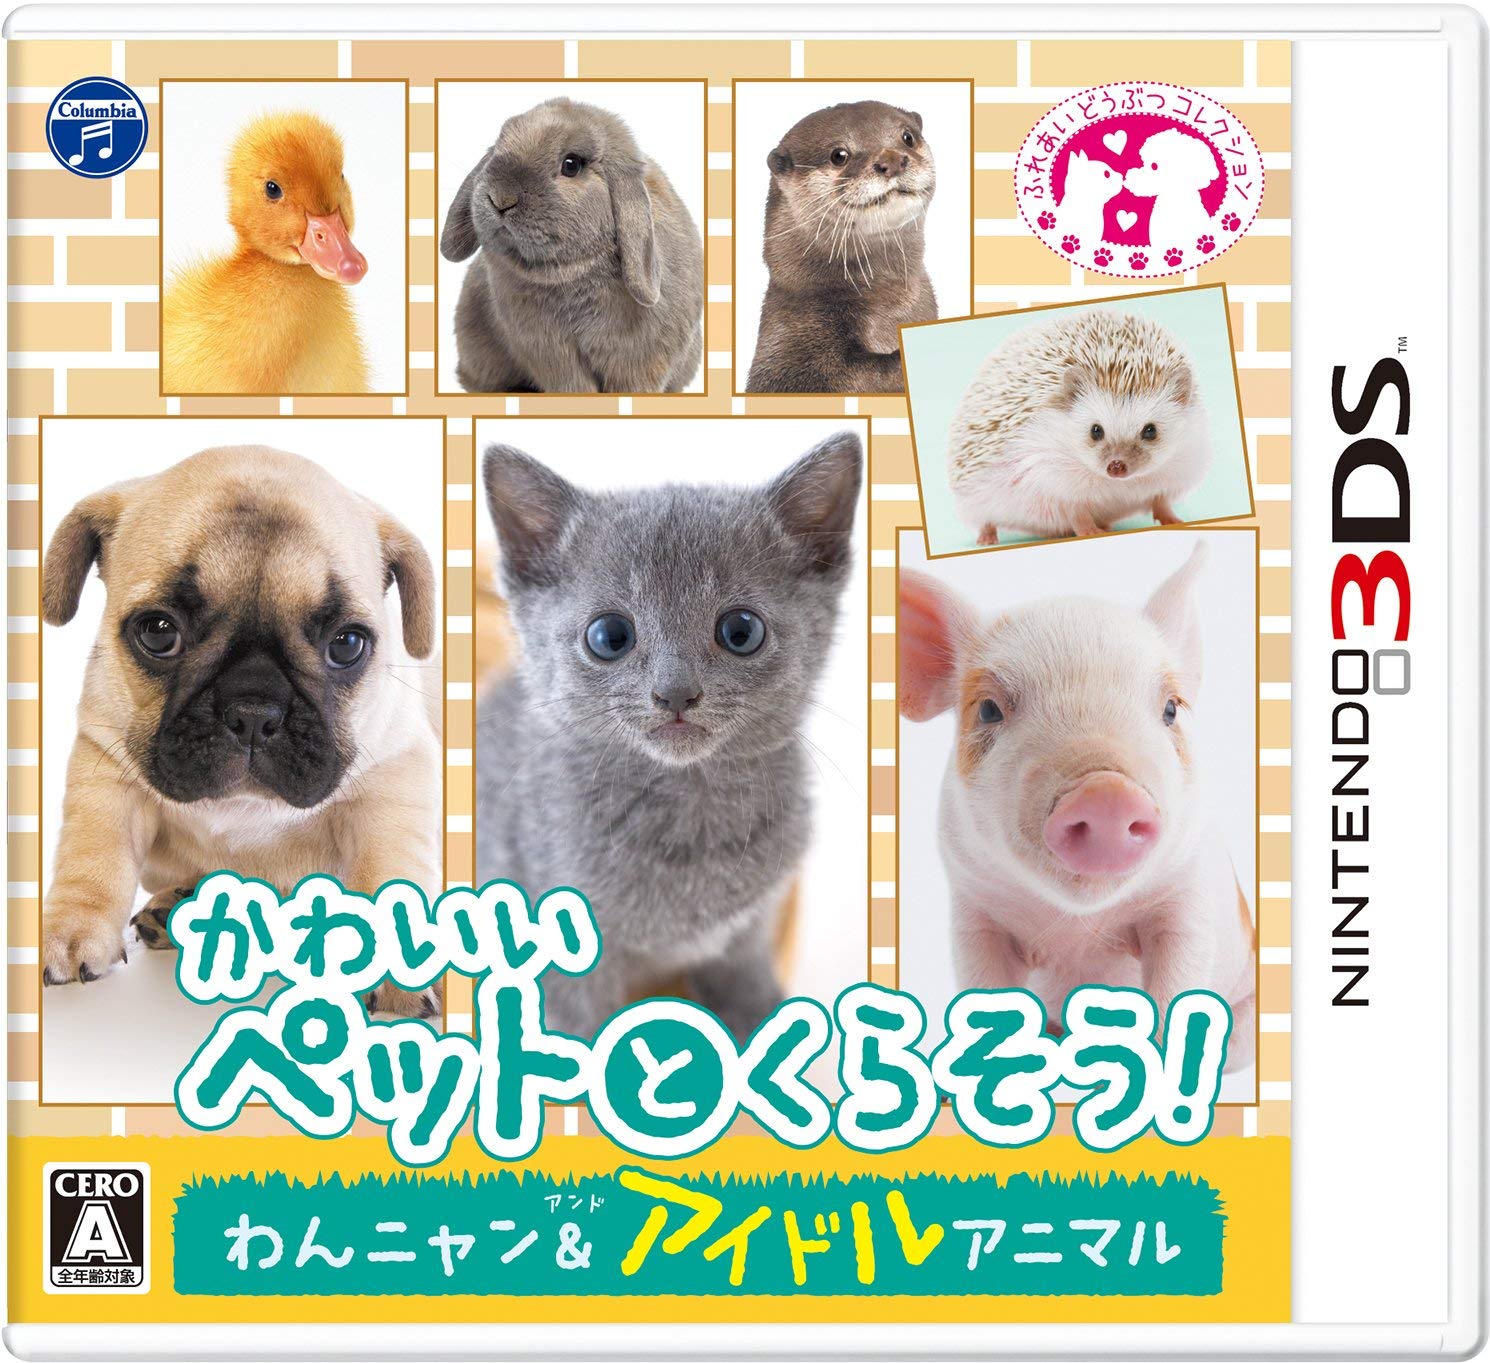 Columbia
ふれあいどうぶつ コレクション
NINTENDO 3DS™
かわいい
ペットとくらそう!
アンド
わんニャン&アイドルアニマル
CERO
A
全年齢対象